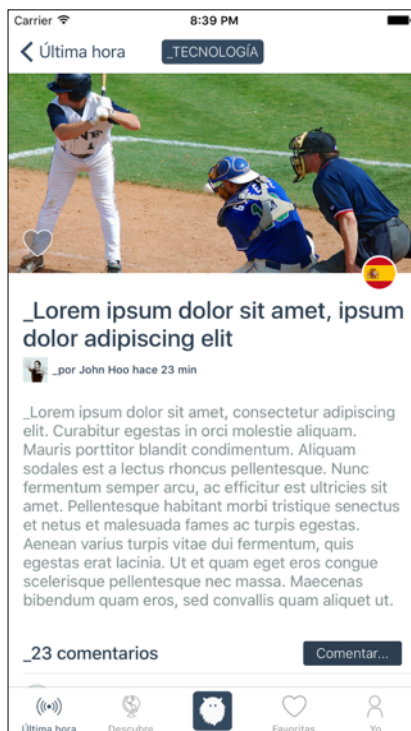 Carrier 8:39 PM
Última hora _TECNOLOGÍA
4
_Lorem ipsum dolor sit amet, ipsum
dolor adipiscing elit
_por John Hoo hace 23 min
_Lorem ipsum dolor sit amet, consectetur adipiscing
elit. Curabitur egestas in orci molestie aliquam.
Mauris porttitor blandit condimentum. Aliquam
sodales est a lectus rhoncus pellentesque. Nunc
fermentum semper arcu, ac efficitur est ultricies sit
amet. Pellentesque habitant morbi tristique senectus
et netus et malesuada fames ac turpis egestas.
Aenean varius turpis vitae dui fermentum, quis
egestas erat lacinia. Ut et quam eget eros congue
scelerisque pellentesque nec massa. Maecenas
bibendum quam eros, sed convallis quam aliquet ut.
_23 comentarios Comentar...
Última hora Descubre Favoritas Yo